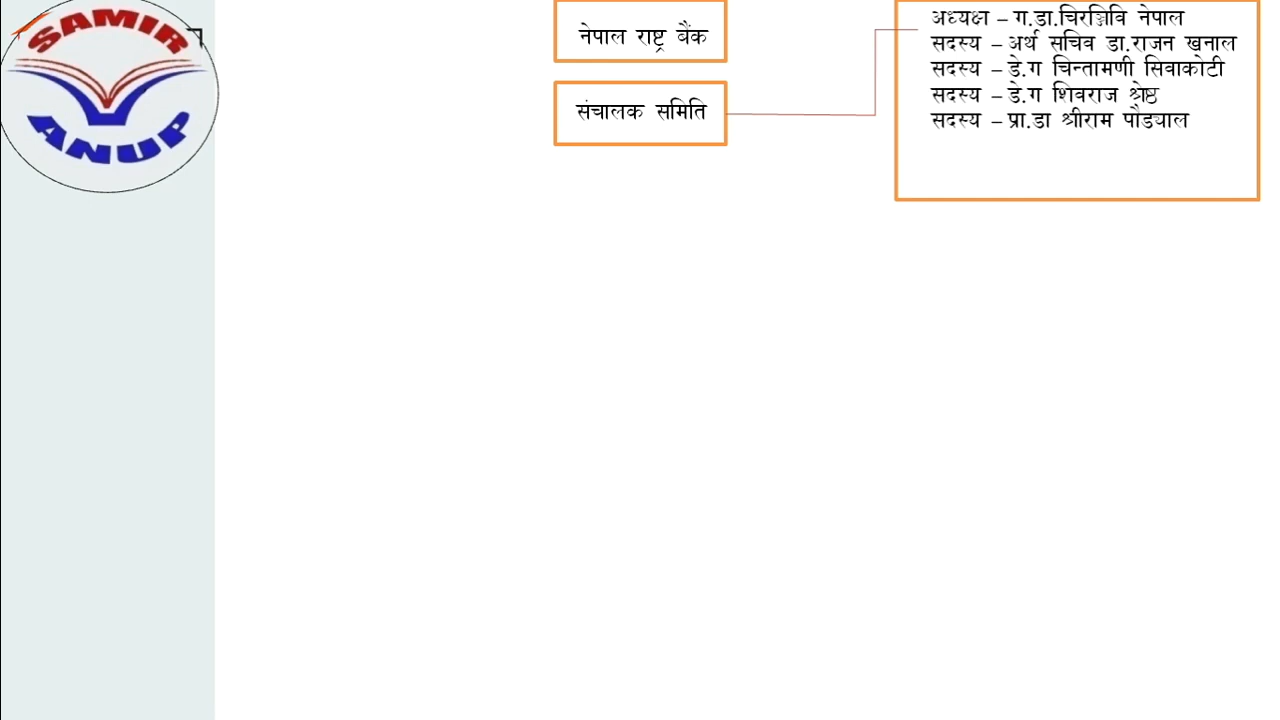 SAMIR
ANUP
नेपाल राष्ट्र बैंक
संचालक समिति
अध्यक्ष – ग.डा.चिरञ्जिवि नेपाल
सदस्य – अर्थ सचिव डा.राजन खनाल
सदस्य – डे.ग चिन्तामणी सिवाकोटी
सदस्य – डे.ग शिवराज श्रेष्ठ
सदस्य – प्रा.डा श्रीराम पौड्याल